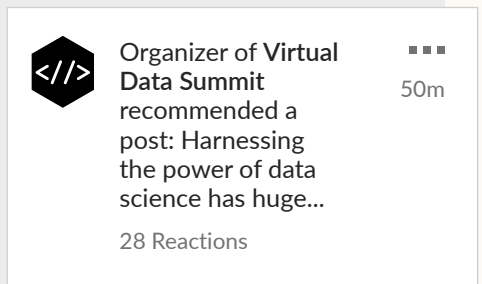 </>
Organizer of Virtual
Data Summit
recommended a
post: Harnessing
the power of data
science has huge...
50m
28 Reactions